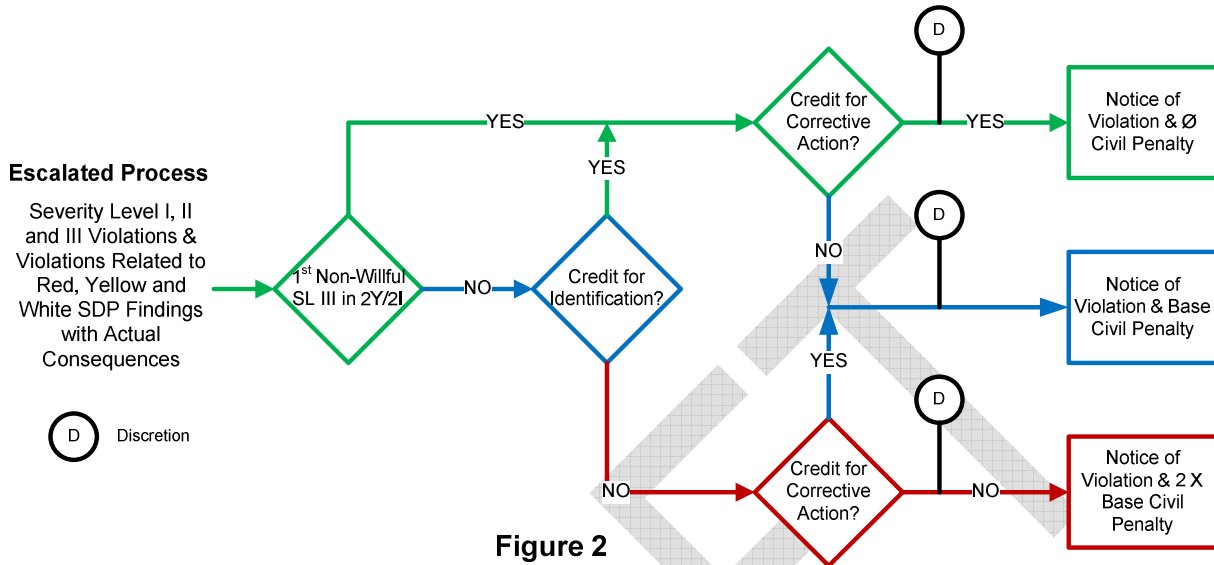 Escalated Process
Severity Level I, II
and III Violations &
Violations Related to
Red, Yellow and
White SDP Findings
with Actual
Consequences
D
Discretion
1st Non-Willful
SL III in 2Y/2I
YES
NO
Credit for
Identification?
YES
NO
Credit for
Corrective
Action?
D
YES
Notice of
Violation & Ø
Civil Penalty
NO
D
Notice of
Violation & Base
Civil Penalty
YES
Credit for
Corrective
Action?
D
NO
Notice of
Violation & 2 X
Base Civil
Penalty
Figure 2